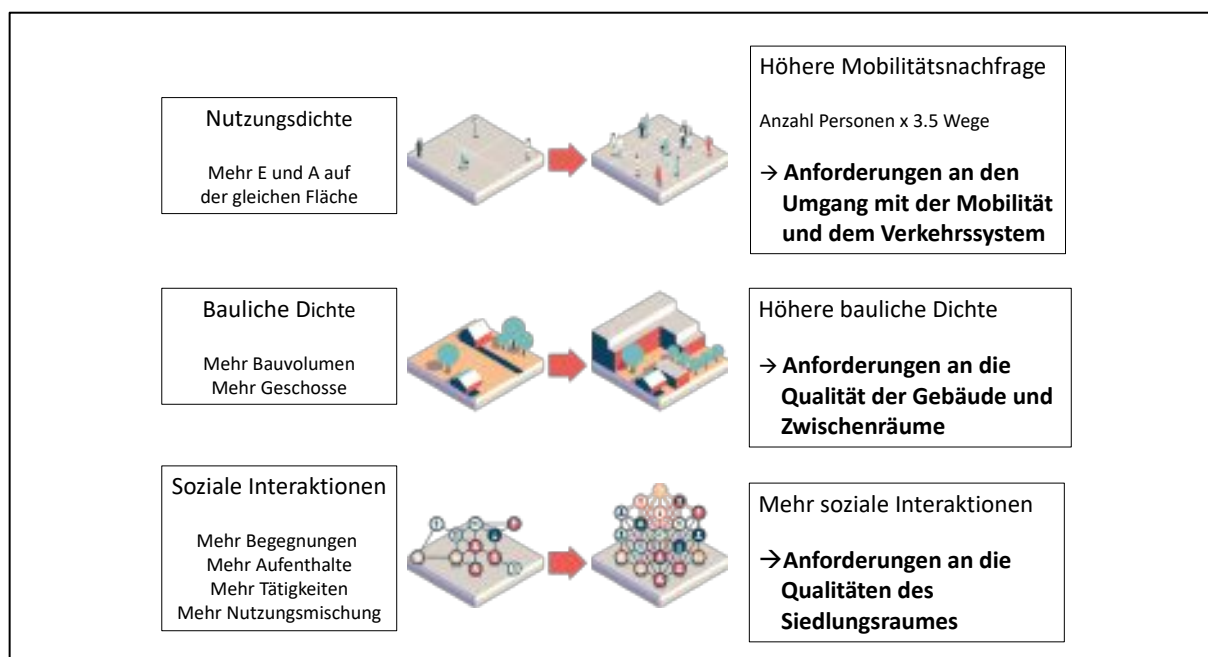 Nutzungsdichte
Mehr E und A auf
der gleichen Fläche
Höhere Mobilitätsnachfrage
Anzahl Personen x 3.5 Wege
→ Anforderungen an den
Umgang mit der Mobilität
und dem Verkehrssystem
Bauliche Dichte
Mehr Bauvolumen
Mehr Geschosse
Höhere bauliche Dichte
→ Anforderungen an die
Qualität der Gebäude und
Zwischenräume
Soziale Interaktionen
Mehr Begegnungen
Mehr Aufenthalte
Mehr Tätigkeiten
Mehr Nutzungsmischung
Mehr soziale Interaktionen
→Anforderungen an die
Qualitäten des
Siedlungsraumes